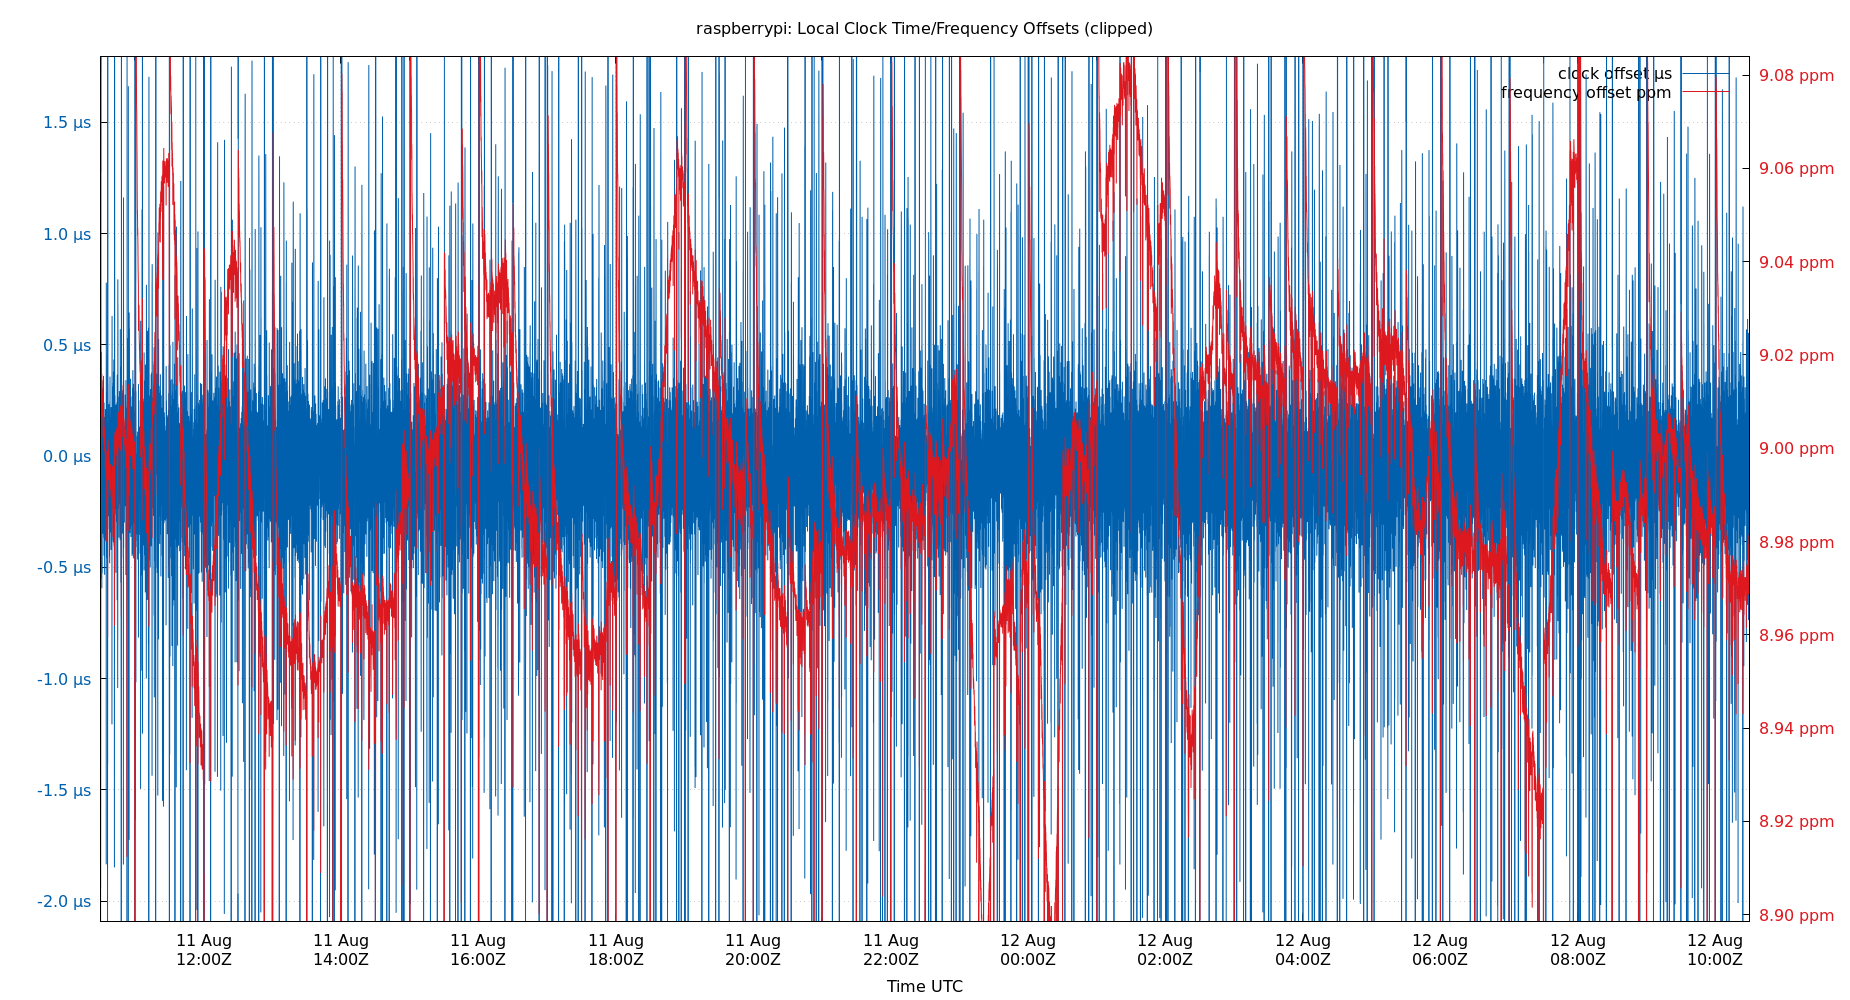 raspberrypi: Local Clock Time/Frequency Offsets (clipped)
clock offset µs
frequency offset ppm
1.5 µs
1.0 µs
0.5 µs
0.0 µs
-0.5 µs
-1.0 µs
-1.5 µs
-2.0 µs
9.08 ppm
9.06 ppm
9.04 ppm
9.02 ppm
9.00 ppm
8.98 ppm
8.96 ppm
8.94 ppm
8.92 ppm
8.90 ppm
11 Aug
12:00Z
11 Aug
14:00Z
11 Aug
16:00Z
11 Aug
18:00Z
11 Aug
20:00Z
11 Aug
22:00Z
12 Aug
00:00Z
12 Aug
02:00Z
12 Aug
04:00Z
12 Aug
06:00Z
12 Aug
08:00Z
12 Aug
10:00Z
Time UTC